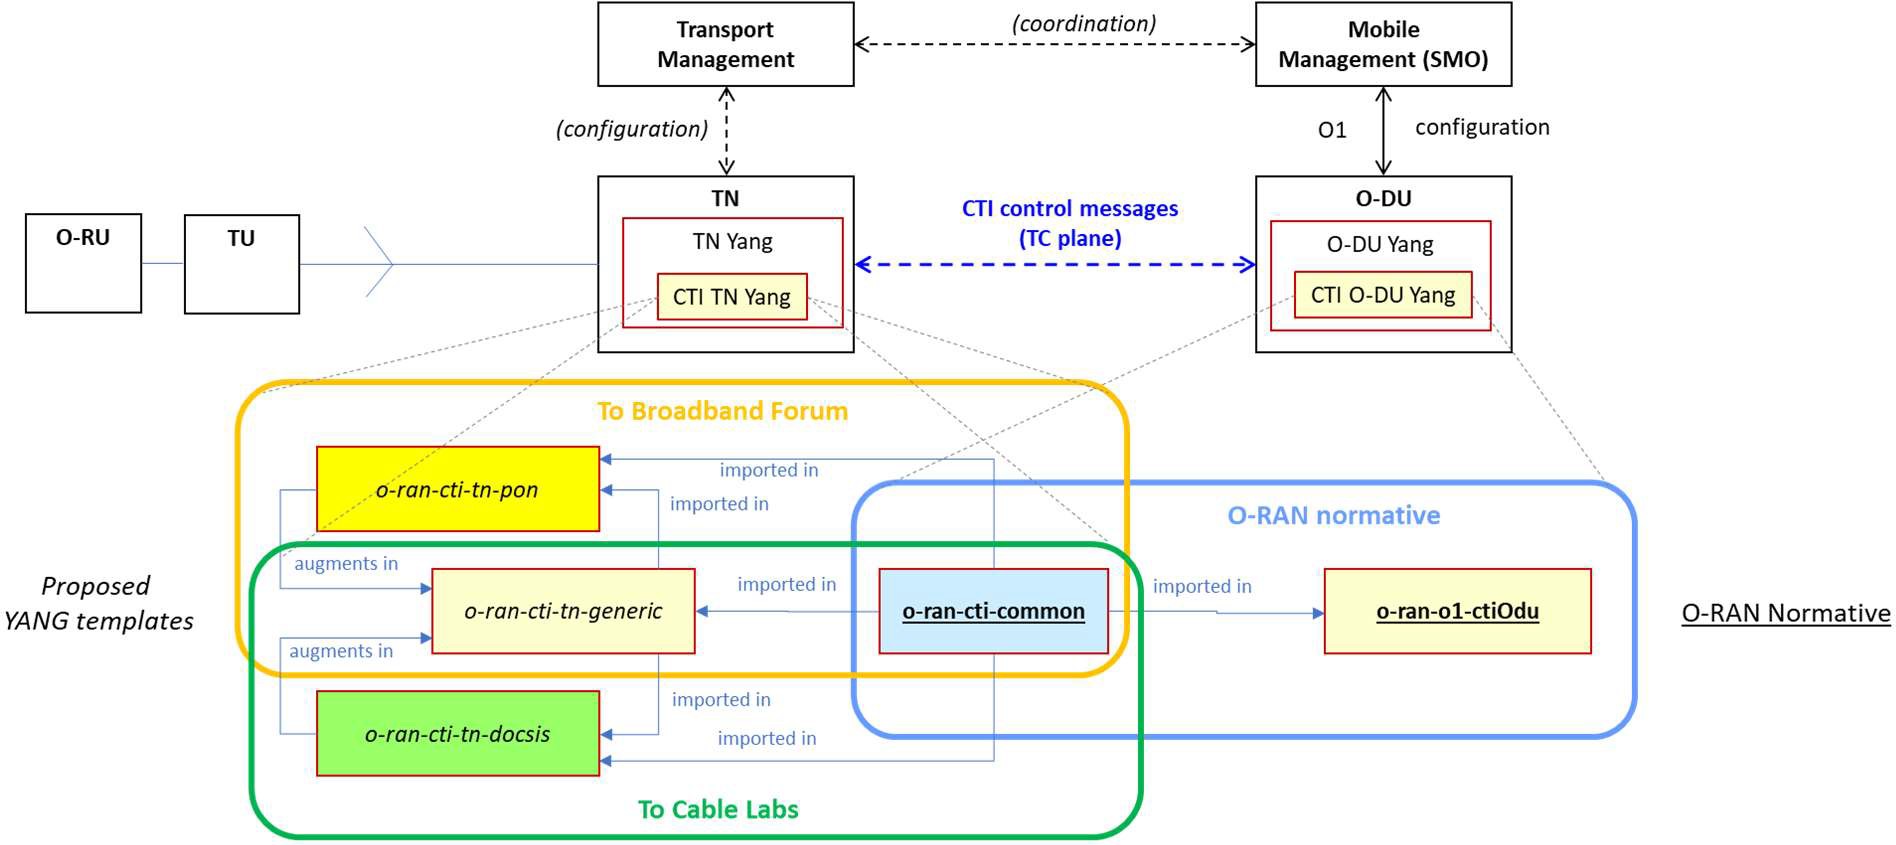 Transport
Management
(coordination)
Mobile
Management (SMO)
(configuration)
O1
configuration
O-RU
TU
TN
TN Yang
CTI TN Yang
CTI control messages
(TC plane)
O-DU
O-DU Yang
CTI O-DU Yang
To Broadband Forum
o-ran-cti-tn-pon
imported in
imported in
O-RAN normative
augments in
Proposed
YANG templates
o-ran-cti-tn-generic
imported in
o-ran-cti-common
imported in
o-ran-o1-ctiOdu
O-RAN Normative
augments in
imported in
o-ran-cti-tn-docsis
imported in
To Cable Labs